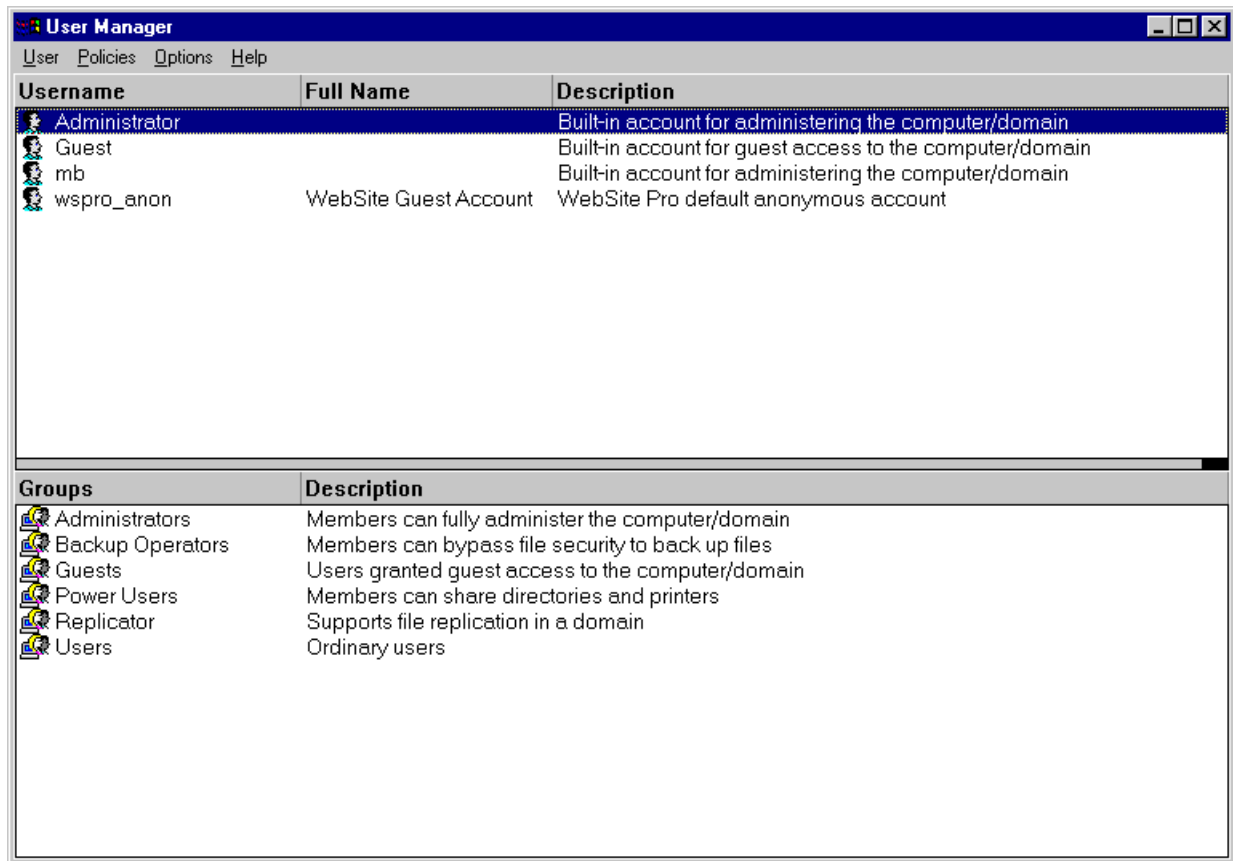 User Manager
User Policies Options Help
Username Full Name Description
Administrator Built-in account for administering the computer/domain
Guest Built-in account for guest access to the computer/domain
mb Built-in account for administering the computer/domain
wspro_anon WebSite Guest Account WebSite Pro default anonymous account
Groups Description
Administrators Members can fully administer the computer/domain
Backup Operators Members can bypass file security to back up files
Guests Users granted guest access to the computer/domain
Power Users Members can share directories and printers
Replicator Supports file replication in a domain
Users Ordinary users